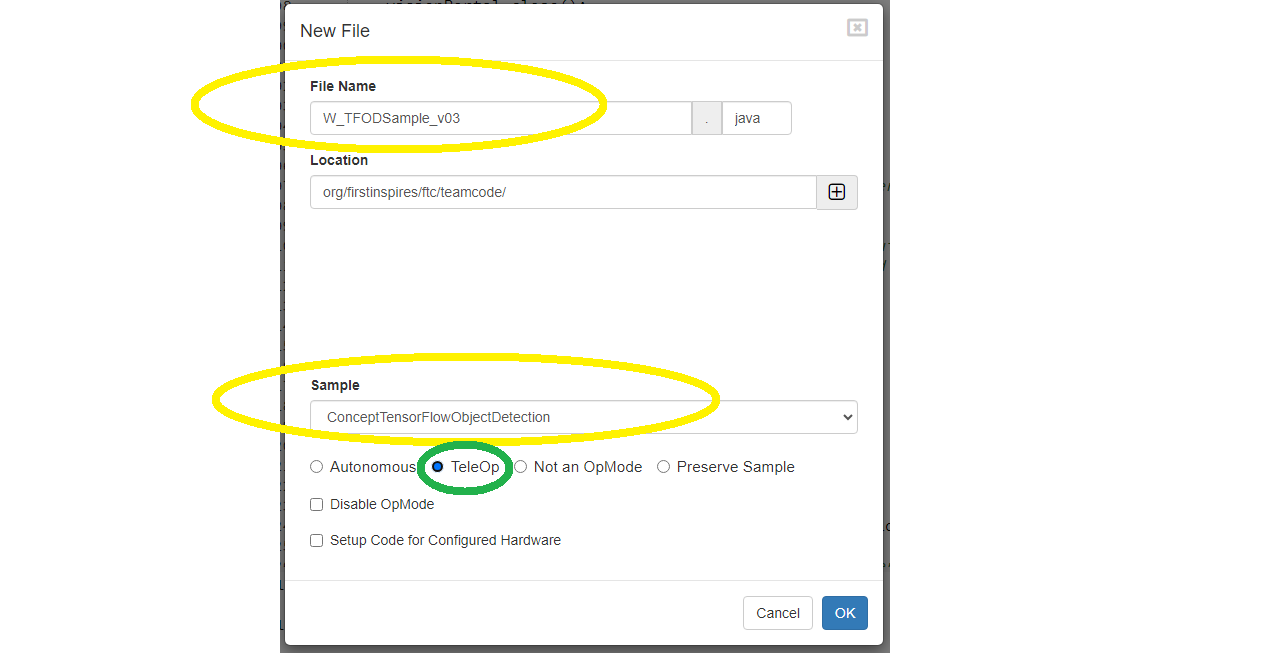 New File
File Name
W_TFODSample_v03 . java
Location
org/firstinspires/ftc/teamcode/
Sample
ConceptTensorFlowObjectDetection
Autonomous TeleOp Not an OpMode Preserve Sample
Disable OpMode
Setup Code for Configured Hardware
Cancel OK